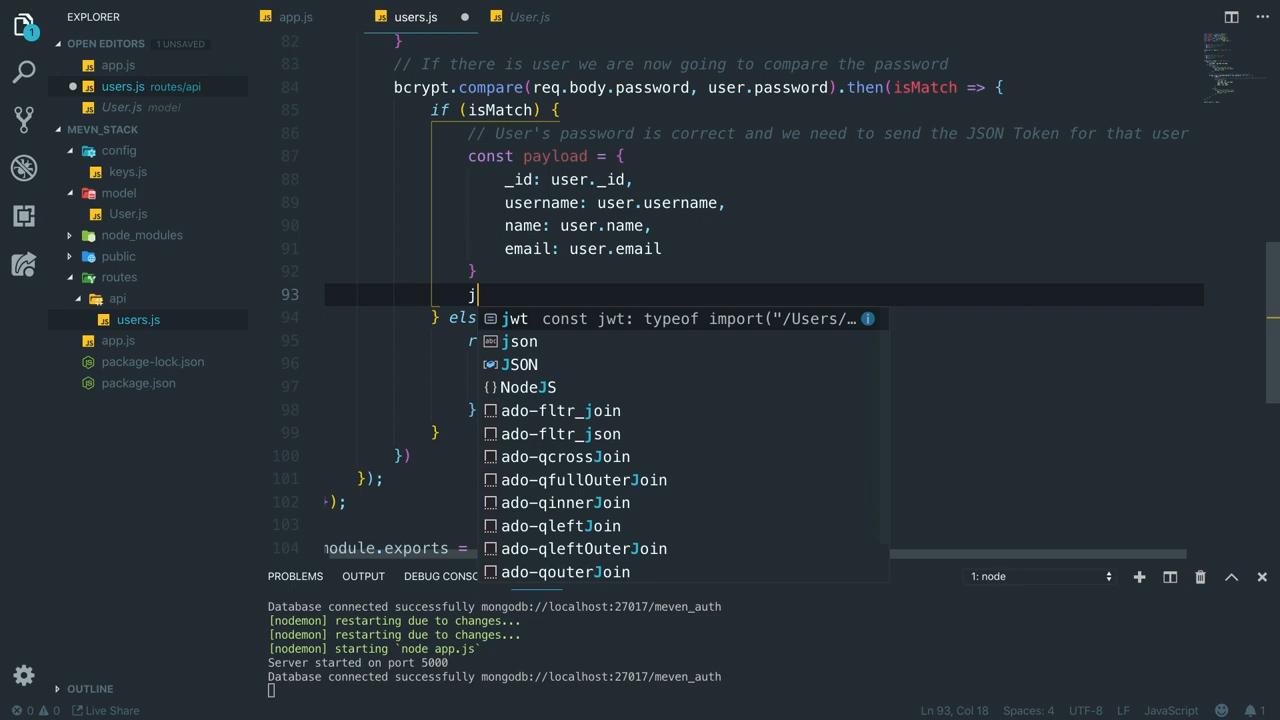 EXPLORER
OPEN EDITORS 1 UNSAVED
app.js
users.js routes/api
User.js model
MEVN_STACK
config
keys.js
model
User.js
node_modules
public
routes
api
users.js
app.js
package-lock.json
package.json
OUTLINE
app.js users.js User.js
82 }
83 // If there is user we are now going to compare the password
84 bcrypt.compare(req.body.password, user.password).then(isMatch => {
85 if (isMatch) {
86 // User's password is correct and we need to send the JSON Token for that user
87 const payload = {
88 _id: user._id,
89 username: user.username,
90 name: user.name,
91 email: user.email
92 }
93 j
94 } els
95 r
96
97
98 }
99 }
100 })
101 });
102 );
103
104 module.exports =
jwt const jwt: typeof import("/Users/…
json
JSON
NodeJS
ado-fltr_join
ado-fltr_json
ado-qcrossJoin
ado-qfullOuterJoin
ado-qinnerJoin
ado-qleftJoin
ado-qleftOuterJoin
ado-qouterJoin
PROBLEMS OUTPUT DEBUG CONSO 1: node
Database connected successfully mongodb://localhost:27017/meven_auth
[nodemon] restarting due to changes...
[nodemon] restarting due to changes...
[nodemon] starting `node app.js`
Server started on port 5000
Database connected successfully mongodb://localhost:27017/meven_auth
0 0 Live Share Ln 93, Col 18 Spaces: 4 UTF-8 LF JavaScript 1